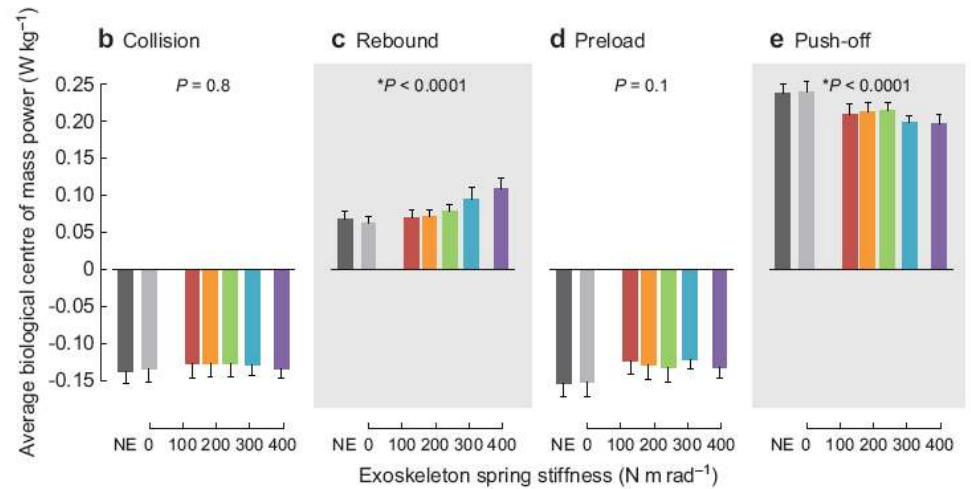 b Collision
c Rebound
d Preload
e Push-off
P = 0.8
*P < 0.0001
P = 0.1
*P < 0.0001
Average biological centre of mass power (W kg⁻¹)
0.25
0.20
0.15
0.10
0.05
0
-0.05
-0.10
-0.15
NE 0 100 200 300 400
NE 0 100 200 300 400
NE 0 100 200 300 400
NE 0 100 200 300 400
Exoskeleton spring stiffness (N m rad⁻¹)